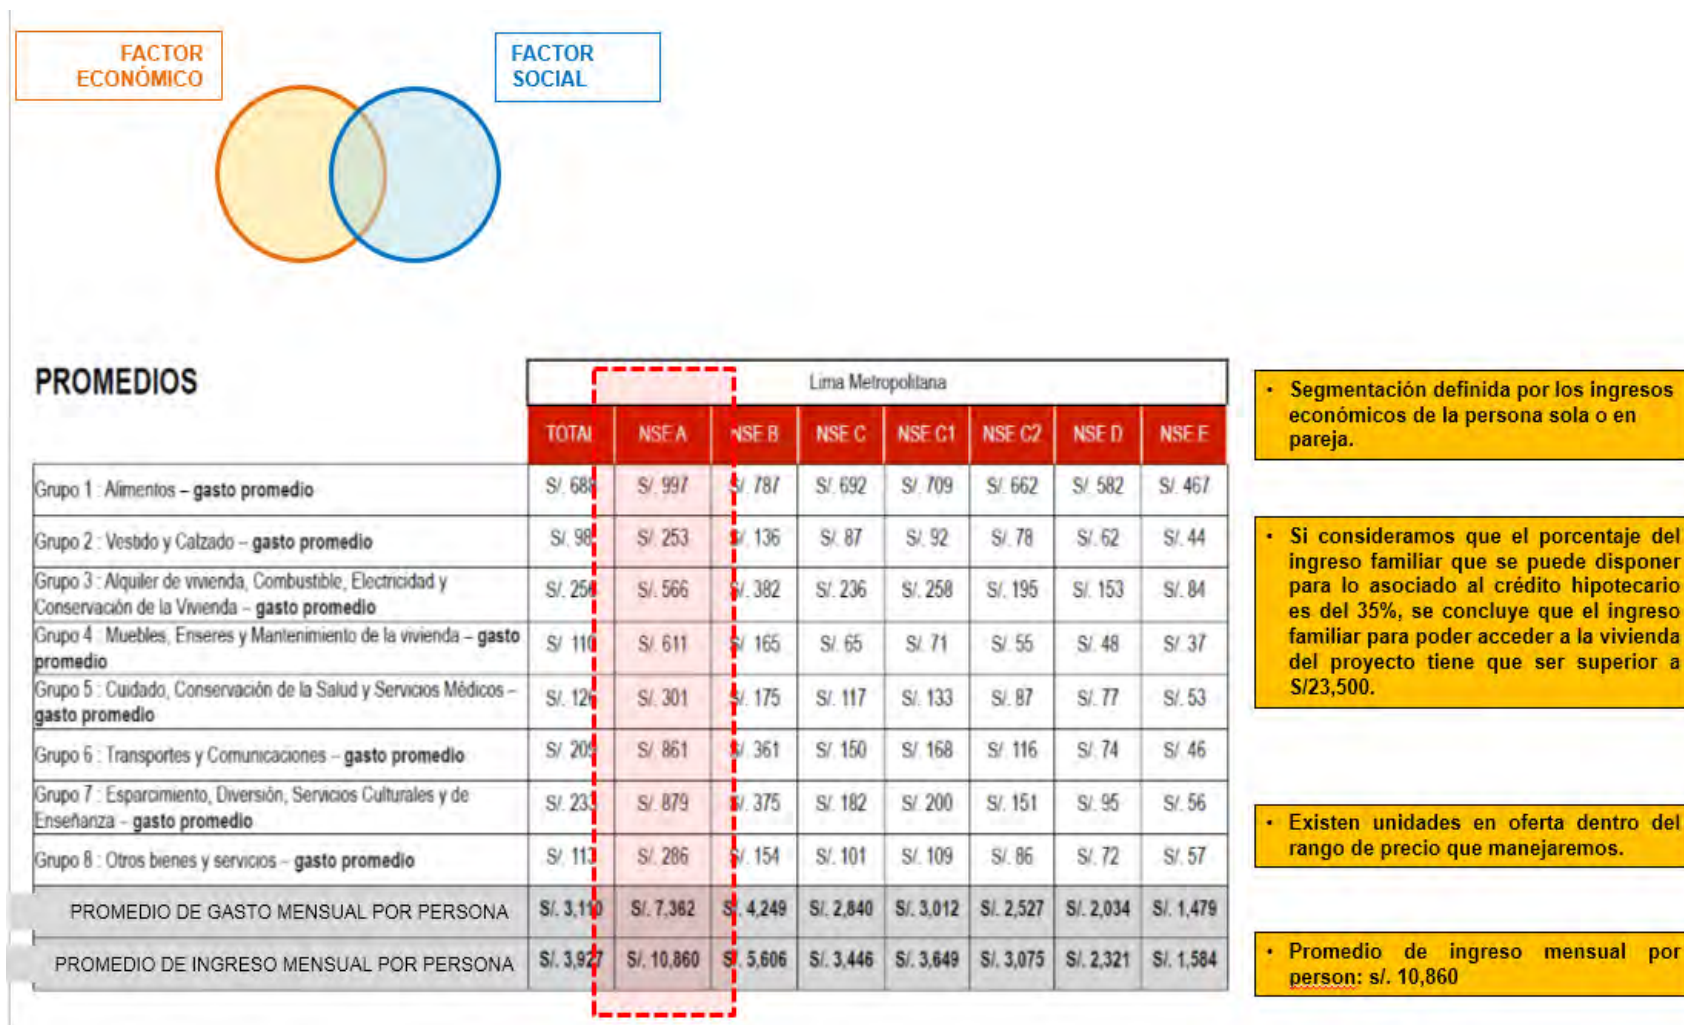 FACTOR
ECONÓMICO
FACTOR
SOCIAL
PROMEDIOS
Lima Metropolitana
TOTAL NSE A NSE B NSE C NSE C1 NSE C2 NSE D NSE E
Grupo 1 : Alimentos – gasto promedio S/. 688 S/. 997 S/. 787 S/. 692 S/. 709 S/. 662 S/. 582 S/. 467
Grupo 2 : Vestido y Calzado – gasto promedio S/. 98 S/. 253 S/. 136 S/. 87 S/. 92 S/. 78 S/. 62 S/. 44
Grupo 3 : Alquiler de vivienda, Combustible, Electricidad y
Conservación de la Vivienda – gasto promedio S/. 256 S/. 566 S/. 382 S/. 236 S/. 258 S/. 195 S/. 153 S/. 84
Grupo 4 : Muebles, Enseres y Mantenimiento de la vivienda – gasto
promedio S/. 110 S/. 611 S/. 165 S/. 65 S/. 71 S/. 55 S/. 48 S/. 37
Grupo 5 : Cuidado, Conservación de la Salud y Servicios Médicos –
gasto promedio S/. 126 S/. 301 S/. 175 S/. 117 S/. 133 S/. 87 S/. 77 S/. 53
Grupo 6 : Transportes y Comunicaciones – gasto promedio S/. 209 S/. 861 S/. 361 S/. 150 S/. 168 S/. 116 S/. 74 S/. 46
Grupo 7 : Esparcimiento, Diversión, Servicios Culturales y de
Enseñanza – gasto promedio S/. 233 S/. 879 S/. 375 S/. 182 S/. 200 S/. 151 S/. 95 S/. 56
Grupo 8 : Otros bienes y servicios – gasto promedio S/. 113 S/. 286 S/. 154 S/. 101 S/. 109 S/. 86 S/. 72 S/. 57
PROMEDIO DE GASTO MENSUAL POR PERSONA S/. 3,110 S/. 7,362 S/. 4,249 S/. 2,840 S/. 3,012 S/. 2,527 S/. 2,034 S/. 1,479
PROMEDIO DE INGRESO MENSUAL POR PERSONA S/. 3,927 S/. 10,860 S/. 5,606 S/. 3,446 S/. 3,649 S/. 3,075 S/. 2,321 S/. 1,584
• Segmentación definida por los ingresos
económicos de la persona sola o en
pareja.
• Si consideramos que el porcentaje del
ingreso familiar que se puede disponer
para lo asociado al crédito hipotecario
es del 35%, se concluye que el ingreso
familiar para poder acceder a la vivienda
del proyecto tiene que ser superior a
S/23,500.
• Existen unidades en oferta dentro del
rango de precio que manejaremos.
• Promedio de ingreso mensual por
person: s/. 10,860